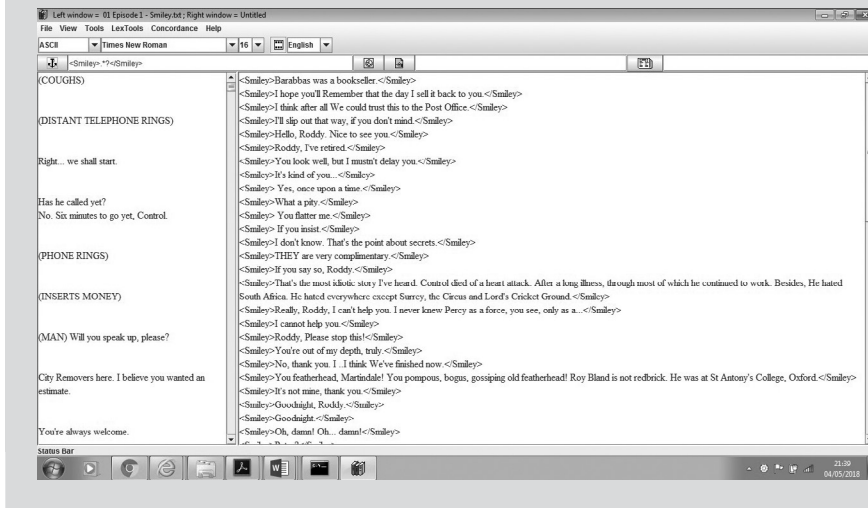 Left window = 01 Episode 1 - Smiley.txt ; Right window = Untitled
File View Tools LexTools Concordance Help
ASCII Times New Roman 16 English
<Smiley>.*?</Smiley>
(COUGHS)
(DISTANT TELEPHONE RINGS)
Right... we shall start.
Has he called yet?
No. Six minutes to go yet, Control.
(PHONE RINGS)
(INSERTS MONEY)
(MAN) Will you speak up, please?
City Removers here. I believe you wanted an
estimate.
You're always welcome.
<Smiley>Barabbas was a bookseller.</Smiley>
<Smiley>I hope you'll Remember that the day I sell it back to you.</Smiley>
<Smiley>I think after all We could trust this to the Post Office.</Smiley>
<Smiley>I'll slip out that way, if you don't mind.</Smiley>
<Smiley>Hello, Roddy. Nice to see you.</Smiley>
<Smiley>Roddy, I've retired.</Smiley>
<Smiley>You look well, but I mustn't delay you.</Smiley>
<Smiley>It's kind of you...</Smiley>
<Smiley> Yes, once upon a time.</Smiley>
<Smiley>What a pity.</Smiley>
<Smiley> You flatter me.</Smiley>
<Smiley> If you insist.</Smiley>
<Smiley>I don't know. That's the point about secrets.</Smiley>
<Smiley>THEY are very complimentary.</Smiley>
<Smiley>If you say so, Roddy.</Smiley>
<Smiley>That's the most idiotic story I've heard. Control died of a heart attack. After a long illness, through most of which he continued to work. Besides, He hated
South Africa. He hated everywhere except Surrey, the Circus and Lord's Cricket Ground.</Smiley>
<Smiley>Really, Roddy, I can't help you. I never knew Percy as a force, you see, only as a...</Smiley>
<Smiley>I cannot help you.</Smiley>
<Smiley>Roddy, Please stop this!</Smiley>
<Smiley>You're out of my depth, truly.</Smiley>
<Smiley>No, thank you. I ..I think We've finished now.</Smiley>
<Smiley>You featherhead, Martindale! You pompous, bogus, gossiping old featherhead! Roy Bland is not redbrick. He was at St Antony's College, Oxford.</Smiley>
<Smiley>It's not mine, thank you.</Smiley>
<Smiley>Goodnight, Roddy.</Smiley>
<Smiley>Goodnight.</Smiley>
<Smiley>Oh, damn! Oh... damn!</Smiley>
Status Bar
21:39
04/05/2018